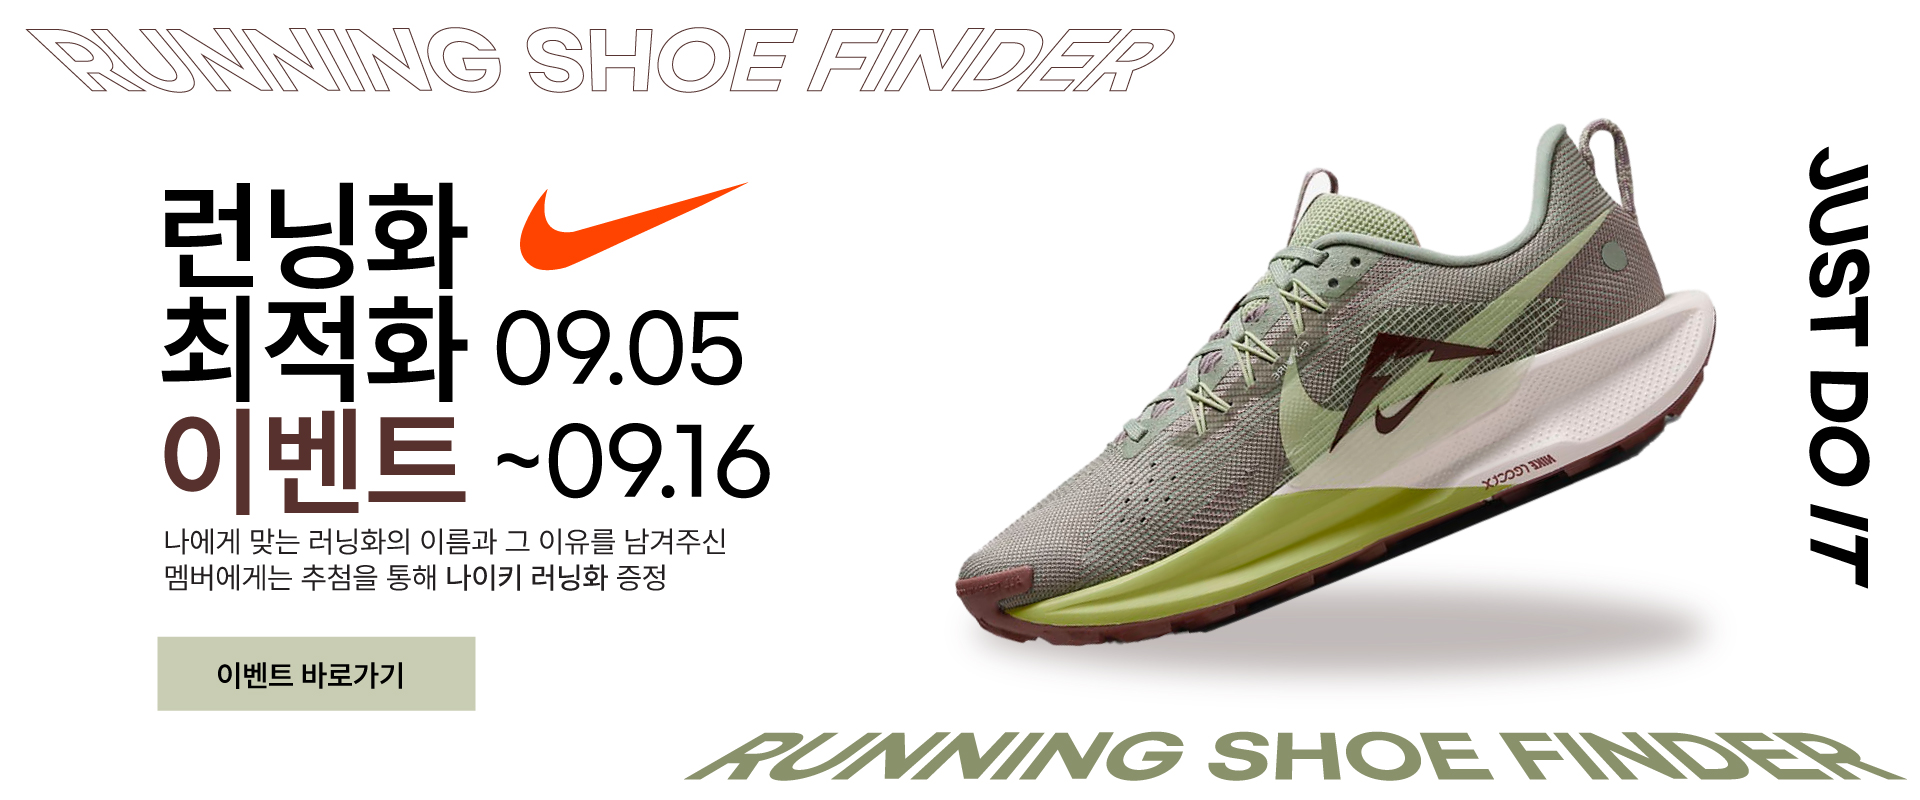 RUNNING SHOE FINDER
런닝화
최적화 09.05
이벤트 ~09.16
나에게 맞는 러닝화의 이름과 그 이유를 남겨주신
멤버에게는 추첨을 통해 나이키 러닝화 증정
이벤트 바로가기
JUST DO IT
RUNNING SHOE FINDER